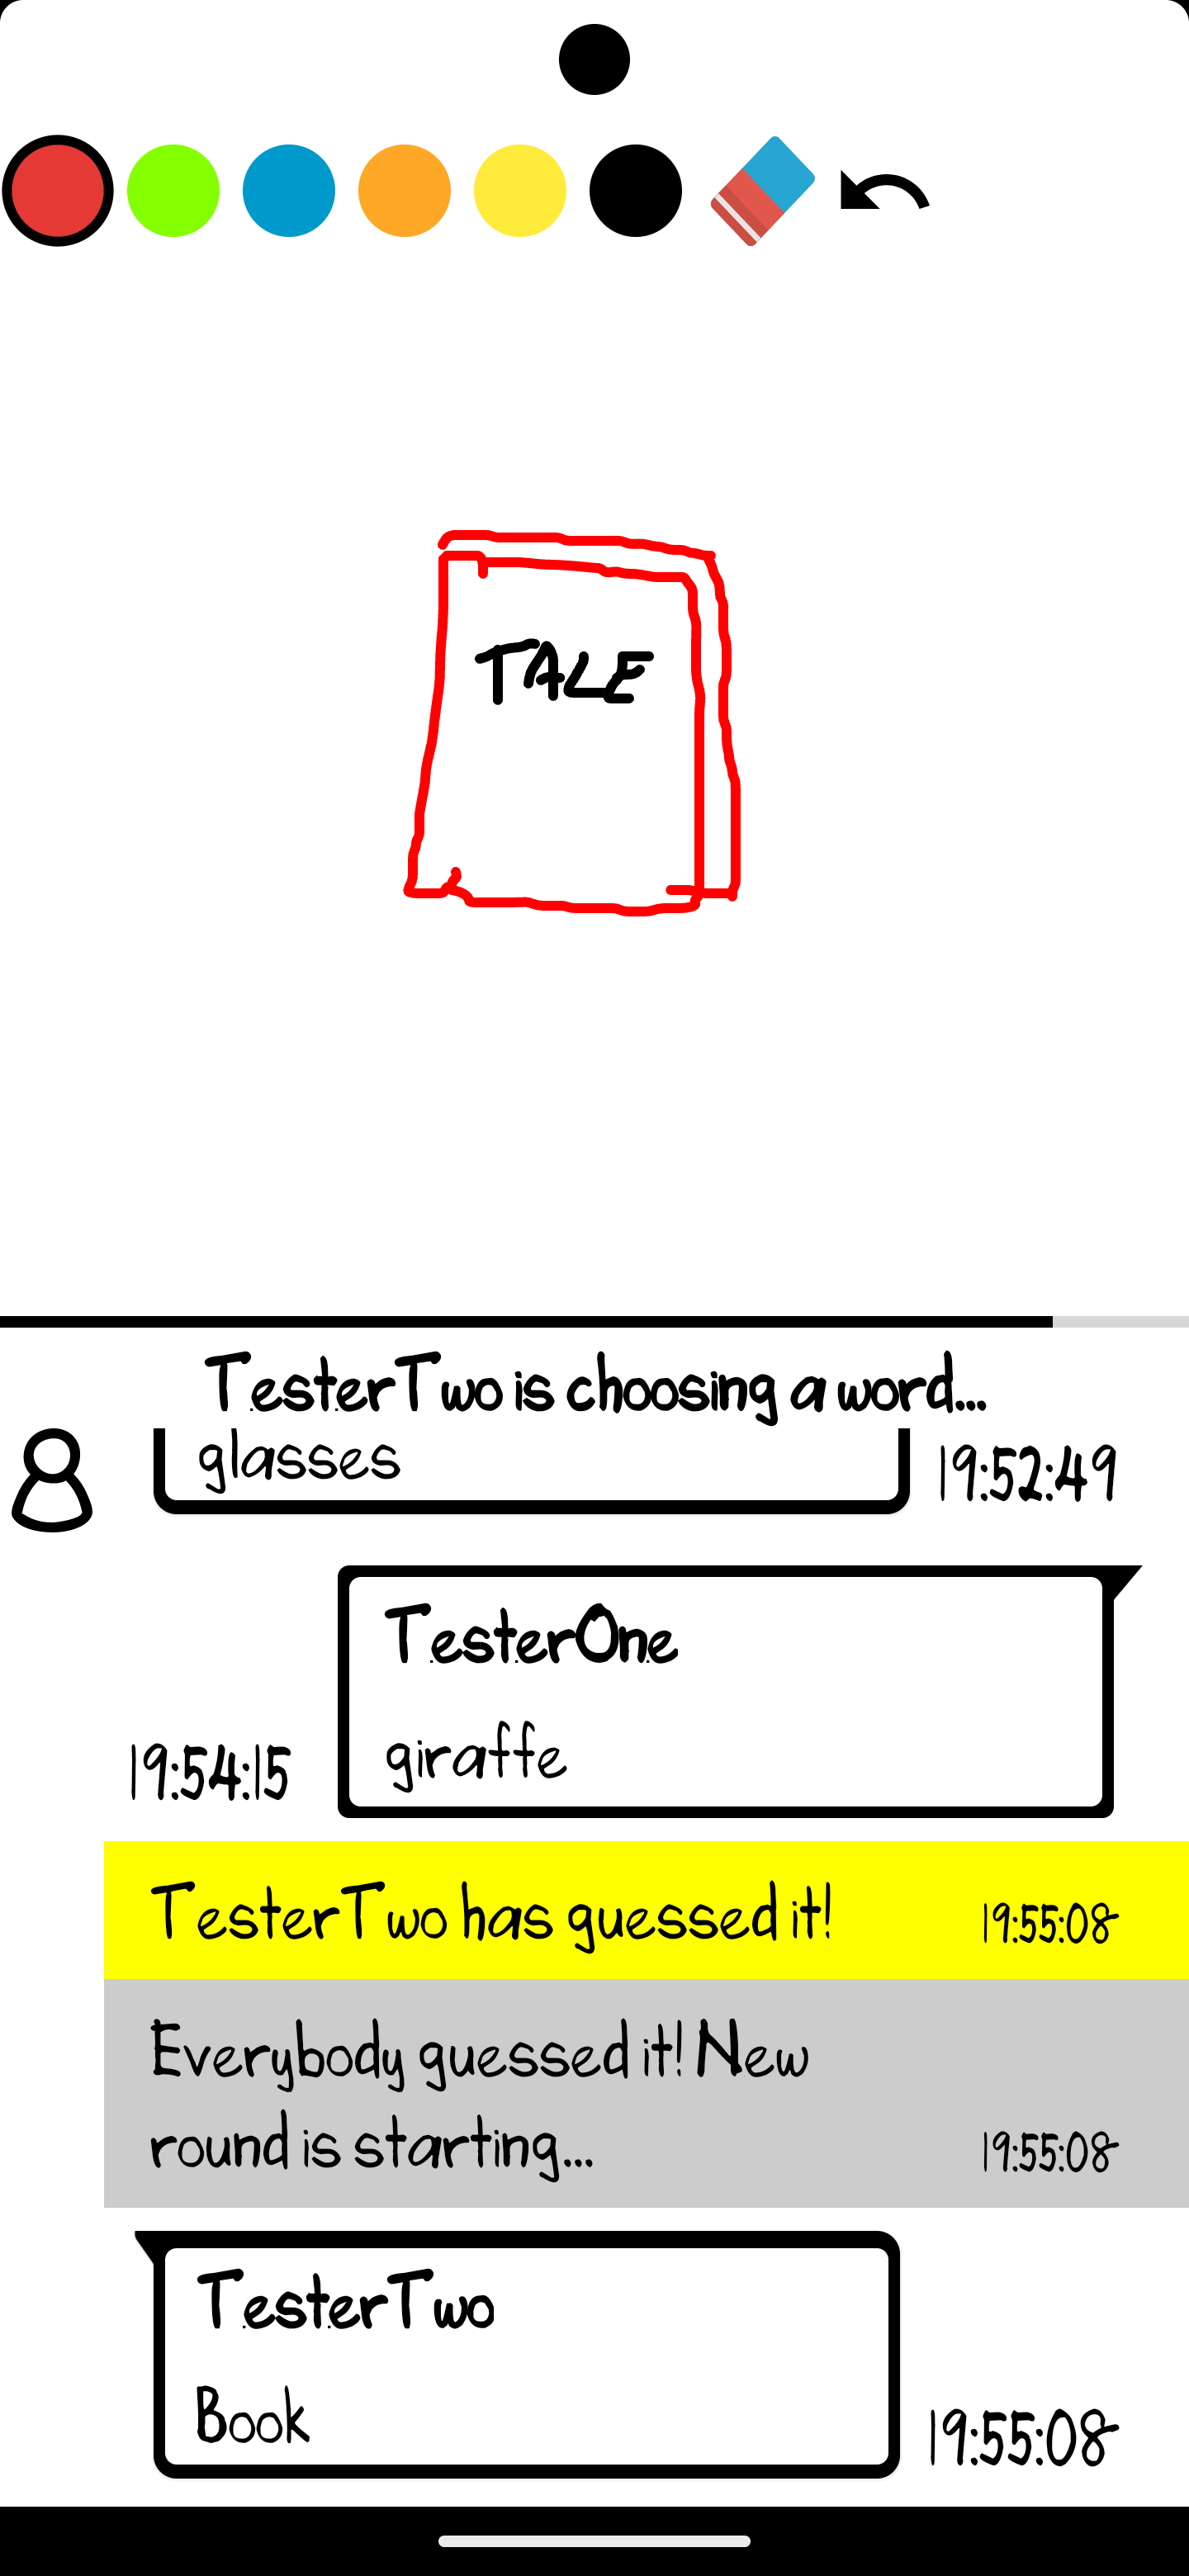 TALE
TesterTwo is choosing a word...
glasses
19:52:49
TesterOne
giraffe
19:54:15
TesterTwo has guessed it!
19:55:08
Everybody guessed it! New
round is starting...
19:55:08
TesterTwo
Book
19:55:08